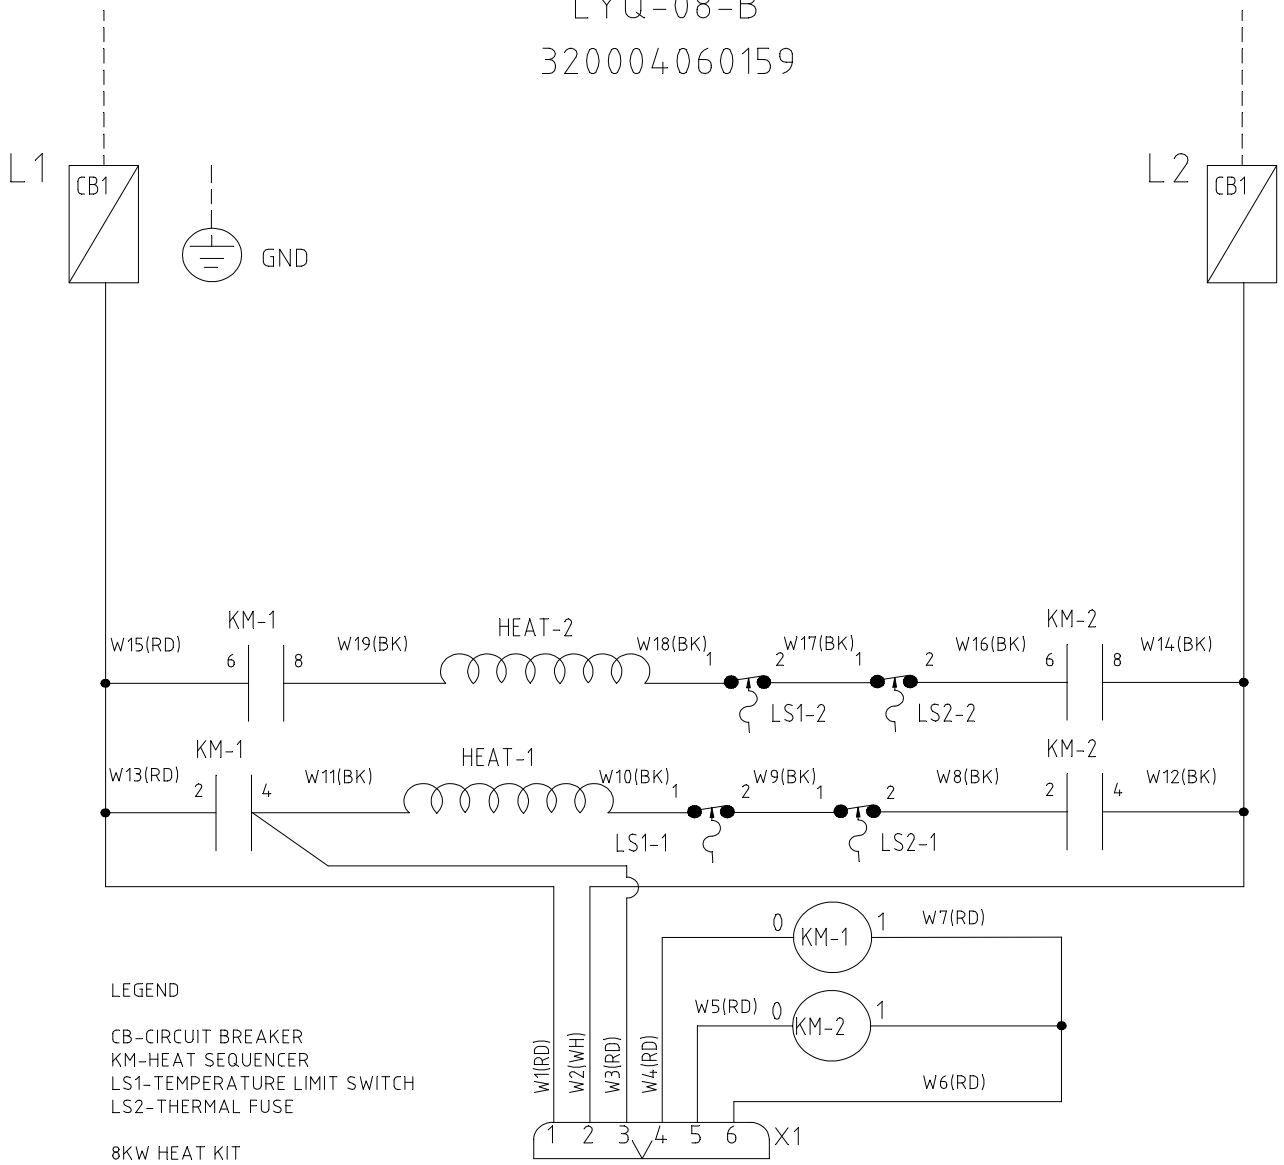 LYQ-08-B
320004060159
L1
CB1
GND
L2
CB1
KM-1
HEAT-2
KM-2
W15(RD)
6
8
W19(BK)
W18(BK)
1
2
W17(BK)
1
2
W16(BK)
6
8
W14(BK)
LS1-2
LS2-2
KM-1
HEAT-1
KM-2
W13(RD)
2
4
W11(BK)
W10(BK)
1
2
W9(BK)
1
2
W8(BK)
2
4
W12(BK)
LS1-1
LS2-1
0
KM-1
1
W7(RD)
W5(RD)
0
KM-2
1
W6(RD)
W1(RD)
W2(WH)
W3(RD)
W4(RD)
1 2 3 4 5 6
X1
LEGEND
CB-CIRCUIT BREAKER
KM-HEAT SEQUENCER
LS1-TEMPERATURE LIMIT SWITCH
LS2-THERMAL FUSE
8KW HEAT KIT